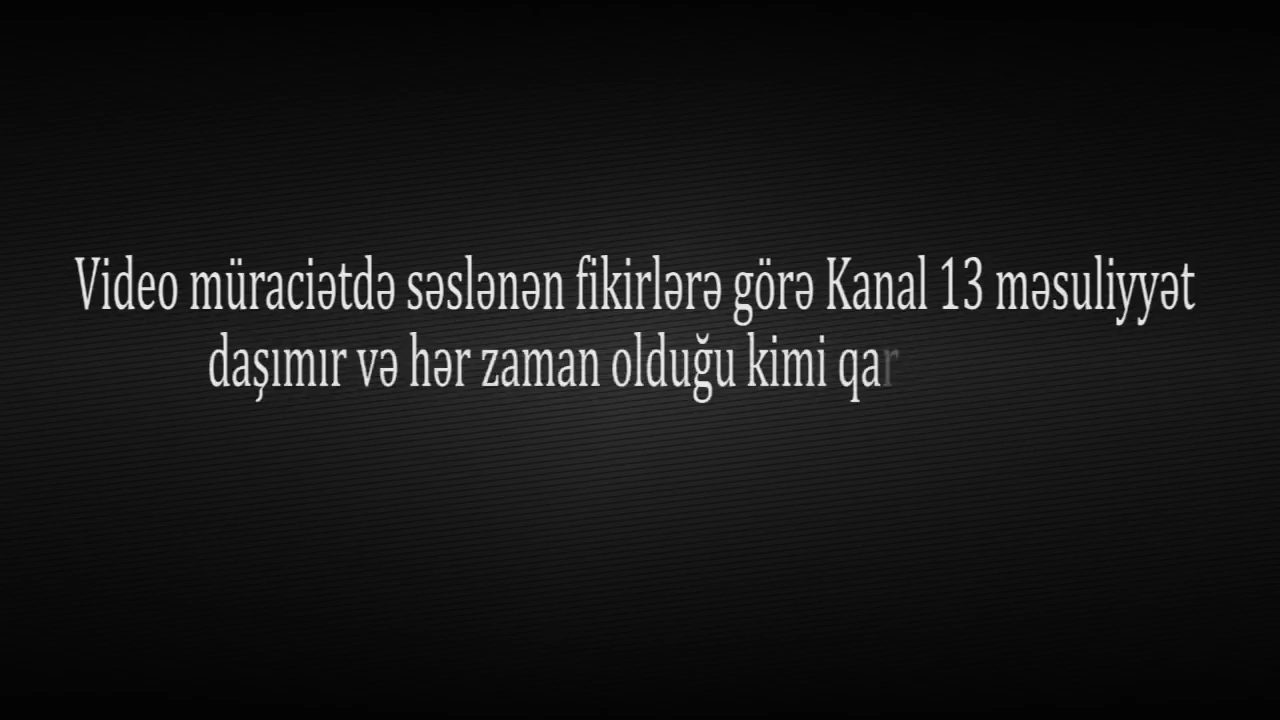 Video müraciətdə səslənən fikirlərə görə Kanal 13 məsuliyyət
daşımır və hər zaman olduğu kimi qar